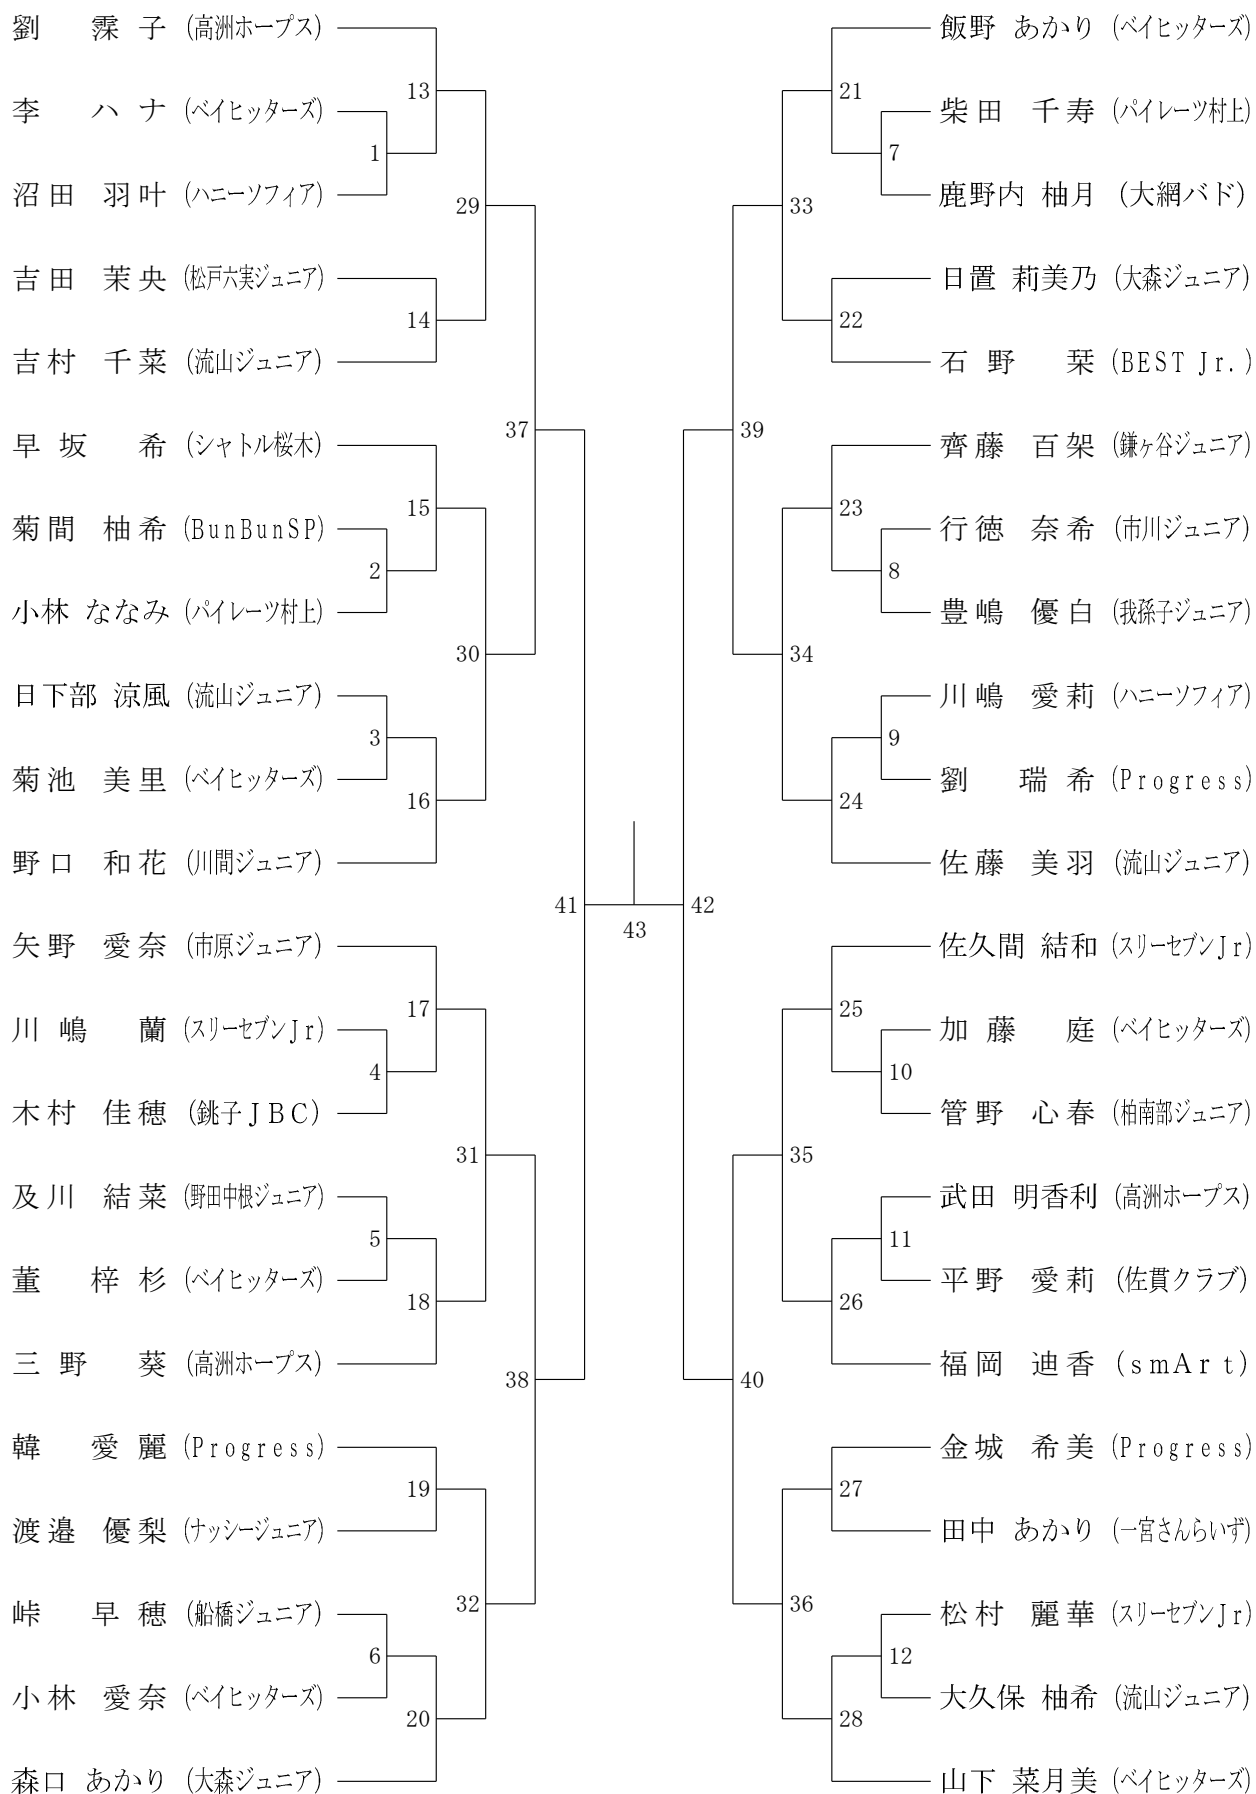 劉 霂子 (高洲ホープス)
李 ハナ (ベイヒッターズ)
沼田 羽叶 (ハニーソフィア)
吉田 茉央 (松戸六実ジュニア)
吉村 千菜 (流山ジュニア)
早坂 希 (シャトル桜木)
菊間 柚希 (BunBunSP)
小林 ななみ (パイレーツ村上)
日下部 涼風 (流山ジュニア)
菊池 美里 (ベイヒッターズ)
野口 和花 (川間ジュニア)
矢野 愛奈 (市原ジュニア)
川嶋 蘭 (スリーセブンJr)
木村 佳穂 (銚子JBC)
及川 結菜 (野田中根ジュニア)
董 梓杉 (ベイヒッターズ)
三野 葵 (高洲ホープス)
韓 愛麗 (Progress)
渡邉 優梨 (ナッシージュニア)
峠 早穂 (船橋ジュニア)
小林 愛奈 (ベイヒッターズ)
森口 あかり (大森ジュニア)
1
2
3
4
5
6
13
14
15
16
17
18
19
20
29
30
31
32
37
38
41
43
42
39
40
33
34
35
36
21
22
23
24
25
26
27
28
7
8
9
10
11
12
飯野 あかり (ベイヒッターズ)
柴田 千寿 (パイレーツ村上)
鹿野内 柚月 (大網バド)
日置 莉美乃 (大森ジュニア)
石野 栞 (BEST Jr.)
齊藤 百架 (鎌ヶ谷ジュニア)
行徳 奈希 (市川ジュニア)
豊嶋 優白 (我孫子ジュニア)
川嶋 愛莉 (ハニーソフィア)
劉 瑞希 (Progress)
佐藤 美羽 (流山ジュニア)
佐久間 結和 (スリーセブンJr)
加藤 庭 (ベイヒッターズ)
管野 心春 (柏南部ジュニア)
武田 明香利 (高洲ホープス)
平野 愛莉 (佐貫クラブ)
福岡 迪香 (smArt)
金城 希美 (Progress)
田中 あかり (一宮さんらいず)
松村 麗華 (スリーセブンJr)
大久保 柚希 (流山ジュニア)
山下 菜月美 (ベイヒッターズ)